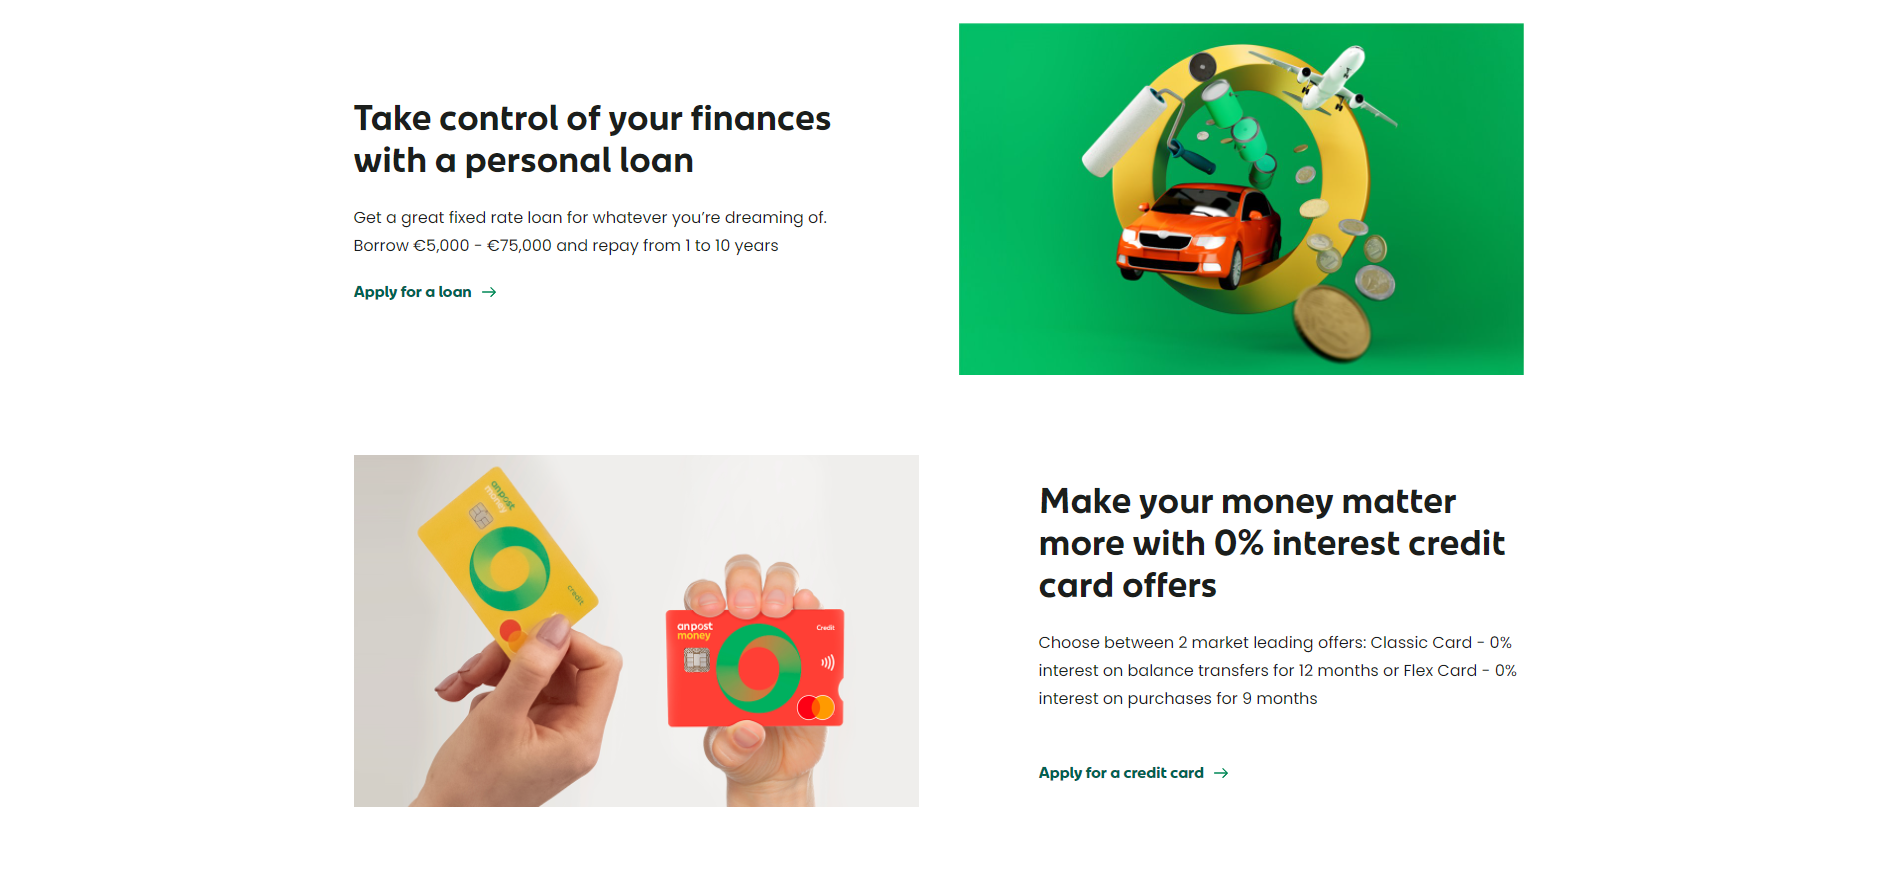 Take control of your finances
with a personal loan
Get a great fixed rate loan for whatever you’re dreaming of.
Borrow €5,000 - €75,000 and repay from 1 to 10 years
Apply for a loan
anpost
money
credit
anpost
money
Credit
Make your money matter
more with 0% interest credit
card offers
Choose between 2 market leading offers: Classic Card - 0%
interest on balance transfers for 12 months or Flex Card - 0%
interest on purchases for 9 months
Apply for a credit card